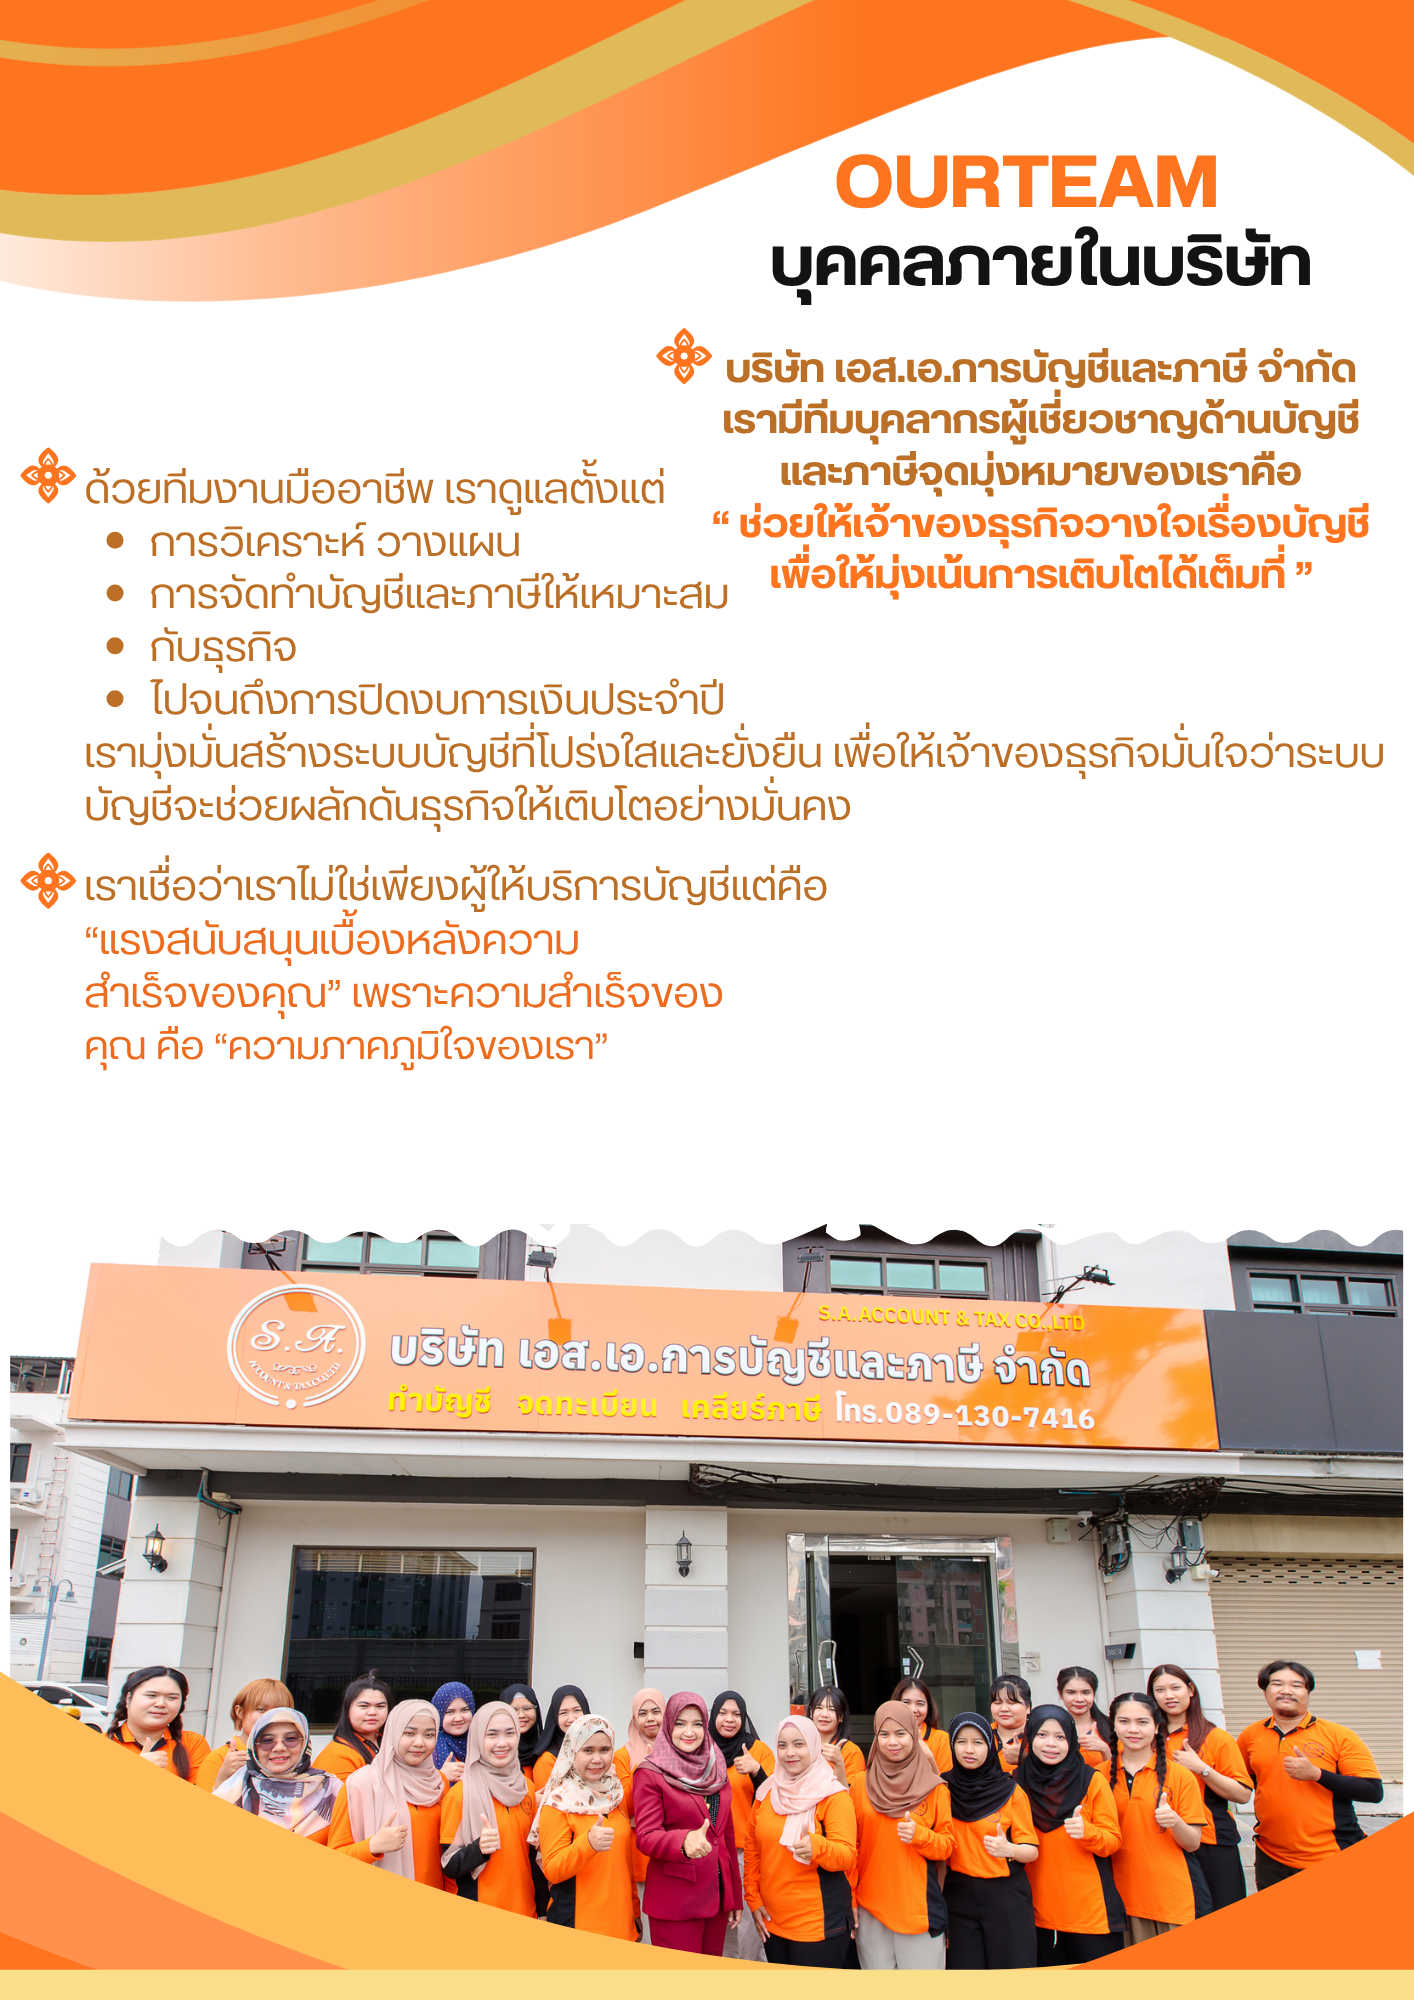 OURTEAM
บุคคลภายในบริษัท
บริษัท เอส.เอ.การบัญชีและภาษี จำกัด
เรามีทีมบุคลากรผู้เชี่ยวชาญด้านบัญชี
และภาษีจุดมุ่งหมายของเราคือ
“ ช่วยให้เจ้าของธุรกิจวางใจเรื่องบัญชี
เพื่อให้มุ่งเน้นการเติบโตได้เต็มที่ ”
ด้วยทีมงานมืออาชีพ เราดูแลตั้งแต่
• การวิเคราะห์ วางแผน
• การจัดทำบัญชีและภาษีให้เหมาะสม
• กับธุรกิจ
• ไปจนถึงการปิดงบการเงินประจำปี
เรามุ่งมั่นสร้างระบบบัญชีที่โปร่งใสและยั่งยืน เพื่อให้เจ้าของธุรกิจมั่นใจว่าระบบ
บัญชีจะช่วยผลักดันธุรกิจให้เติบโตอย่างมั่นคง
เราเชื่อว่าเราไม่ใช่เพียงผู้ให้บริการบัญชีแต่คือ
“แรงสนับสนุนเบื้องหลังความ
สำเร็จของคุณ” เพราะความสำเร็จของ
คุณ คือ “ความภาคภูมิใจของเรา”
S.A.ACCOUNT & TAX CO.,LTD
S.A.
ACCOUNT & TAX CO.,LTD.
บริษัท เอส.เอ.การบัญชีและภาษี จำกัด
ทำบัญชี จดทะเบียน เคลียร์ภาษี โทร.089-130-7416